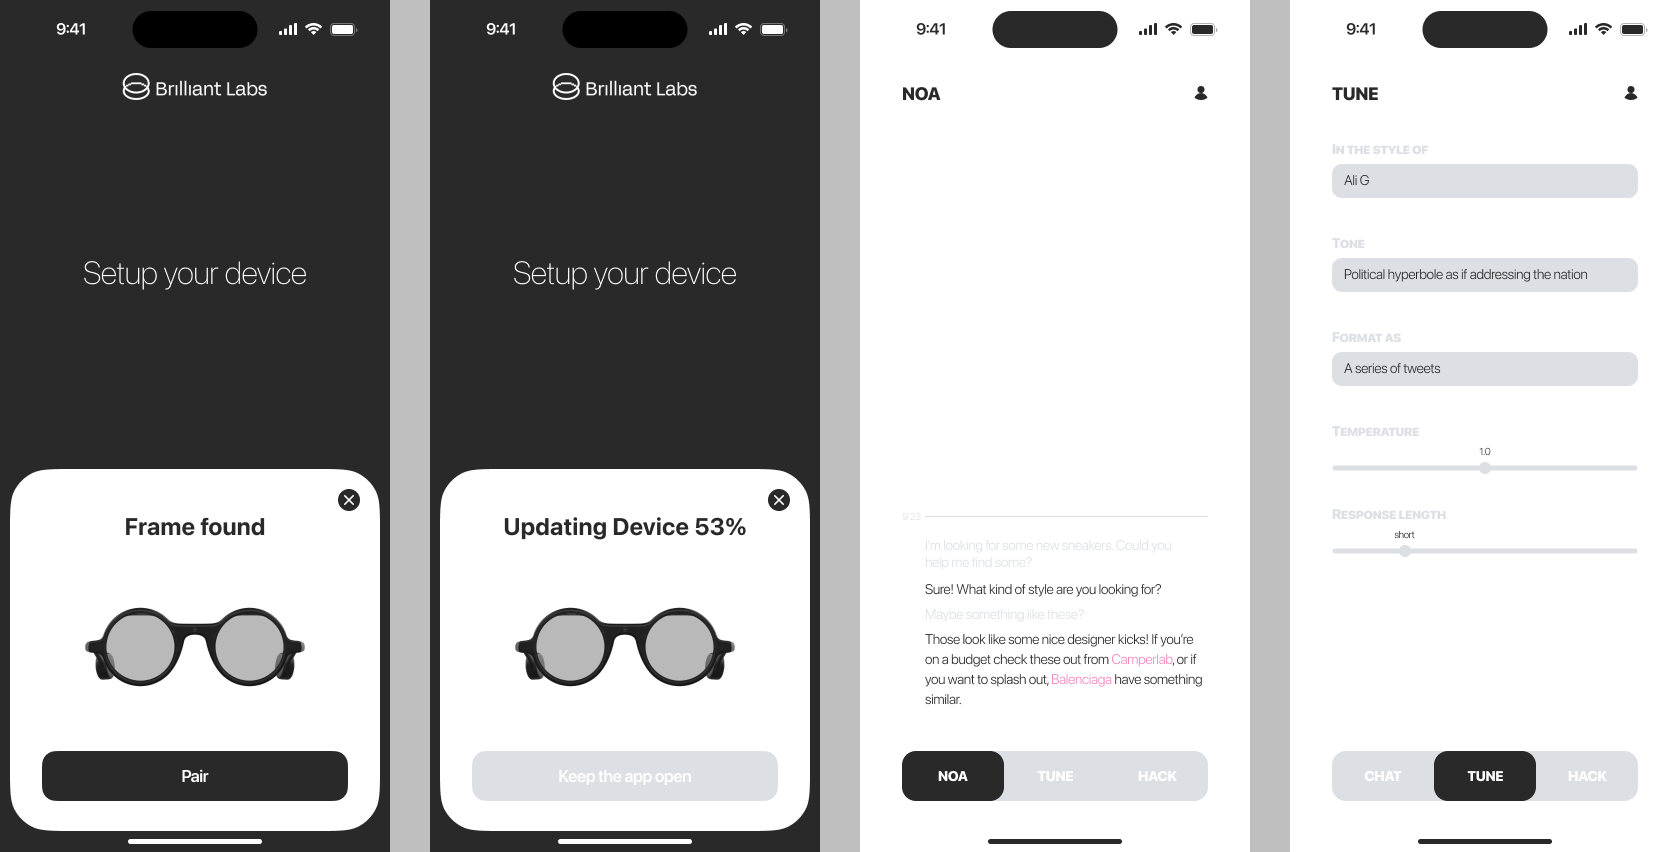 9:41
Brilliant Labs
Setup your device
Frame found
Pair
9:41
Brilliant Labs
Setup your device
Updating Device 53%
Keep the app open
9:41
NOA
9:23
I'm looking for some new sneakers. Could you
help me find some?
Sure! What kind of style are you looking for?
Maybe something like these?
Those look like some nice designer kicks! If you're
on a budget check these out from Camperlab, or if
you want to splash out, Balenciaga have something
similar.
NOA TUNE HACK
9:41
TUNE
IN THE STYLE OF
Ali G
TONE
Political hyperbole as if addressing the nation
FORMAT AS
A series of tweets
TEMPERATURE
1.0
RESPONSE LENGTH
short
CHAT TUNE HACK